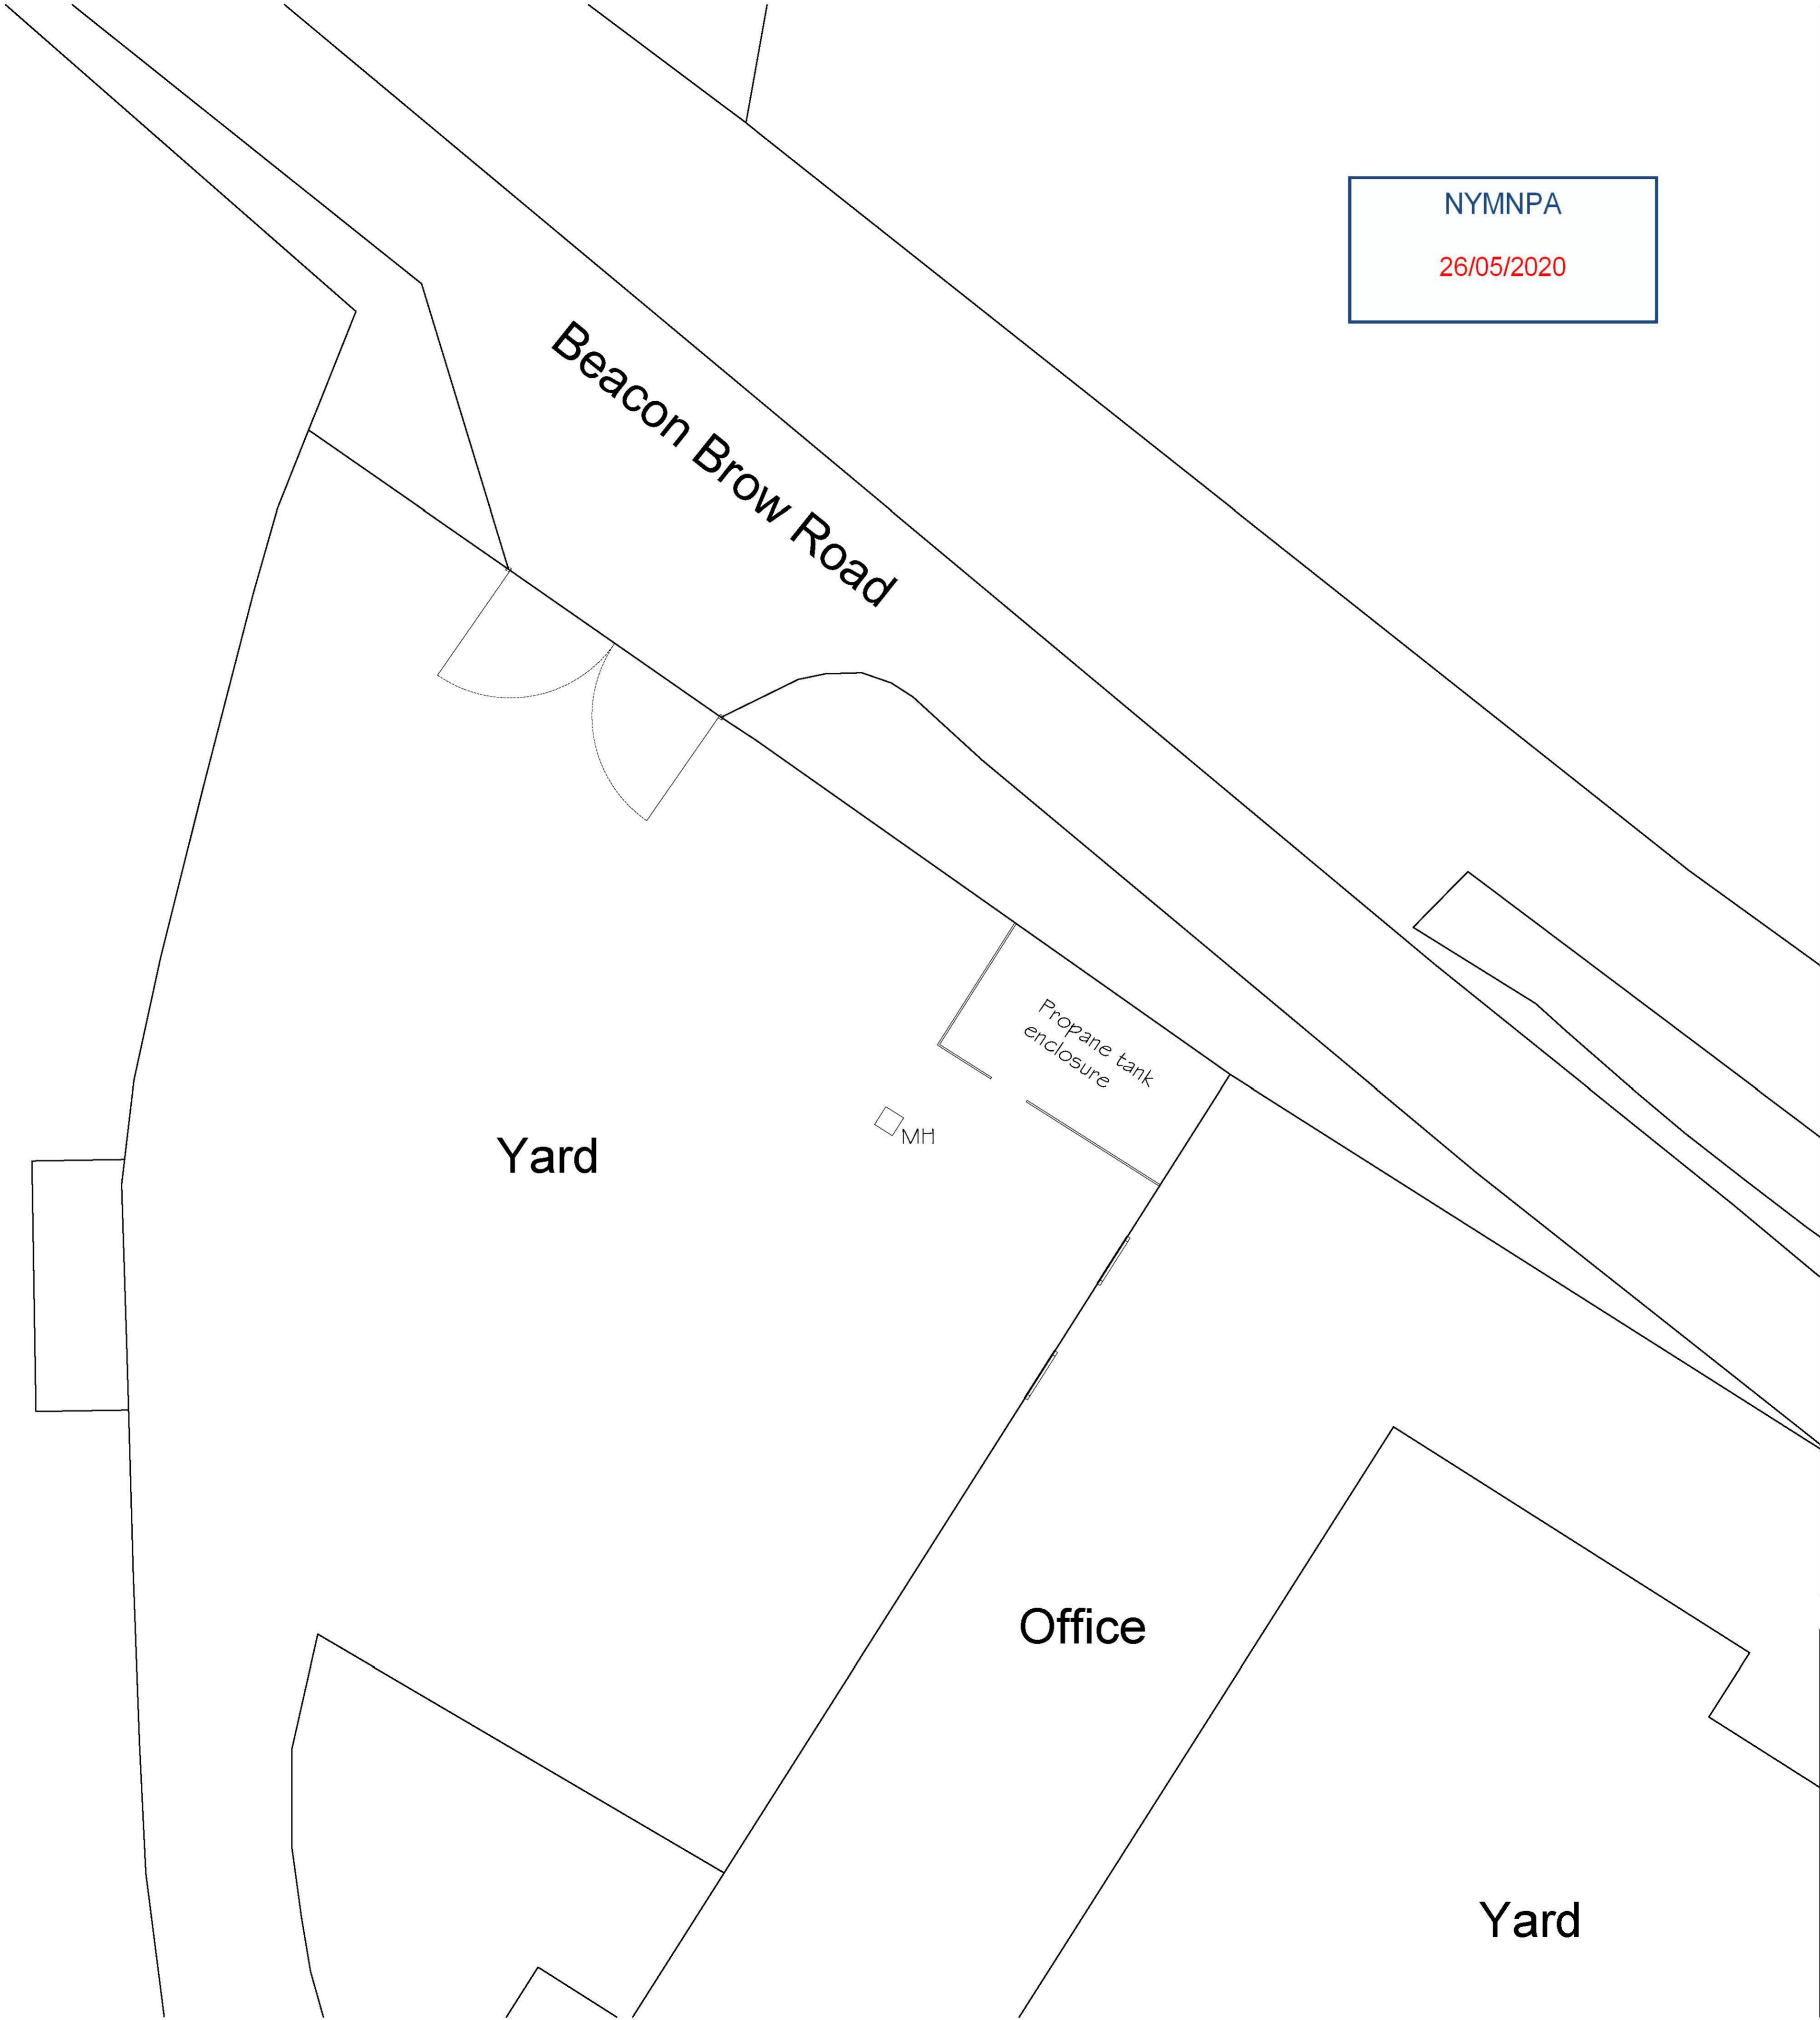 NYMNPA
26/05/2020
Beacon Brow Road
Propane tank
enclosure
MH
Yard
Office
Yard